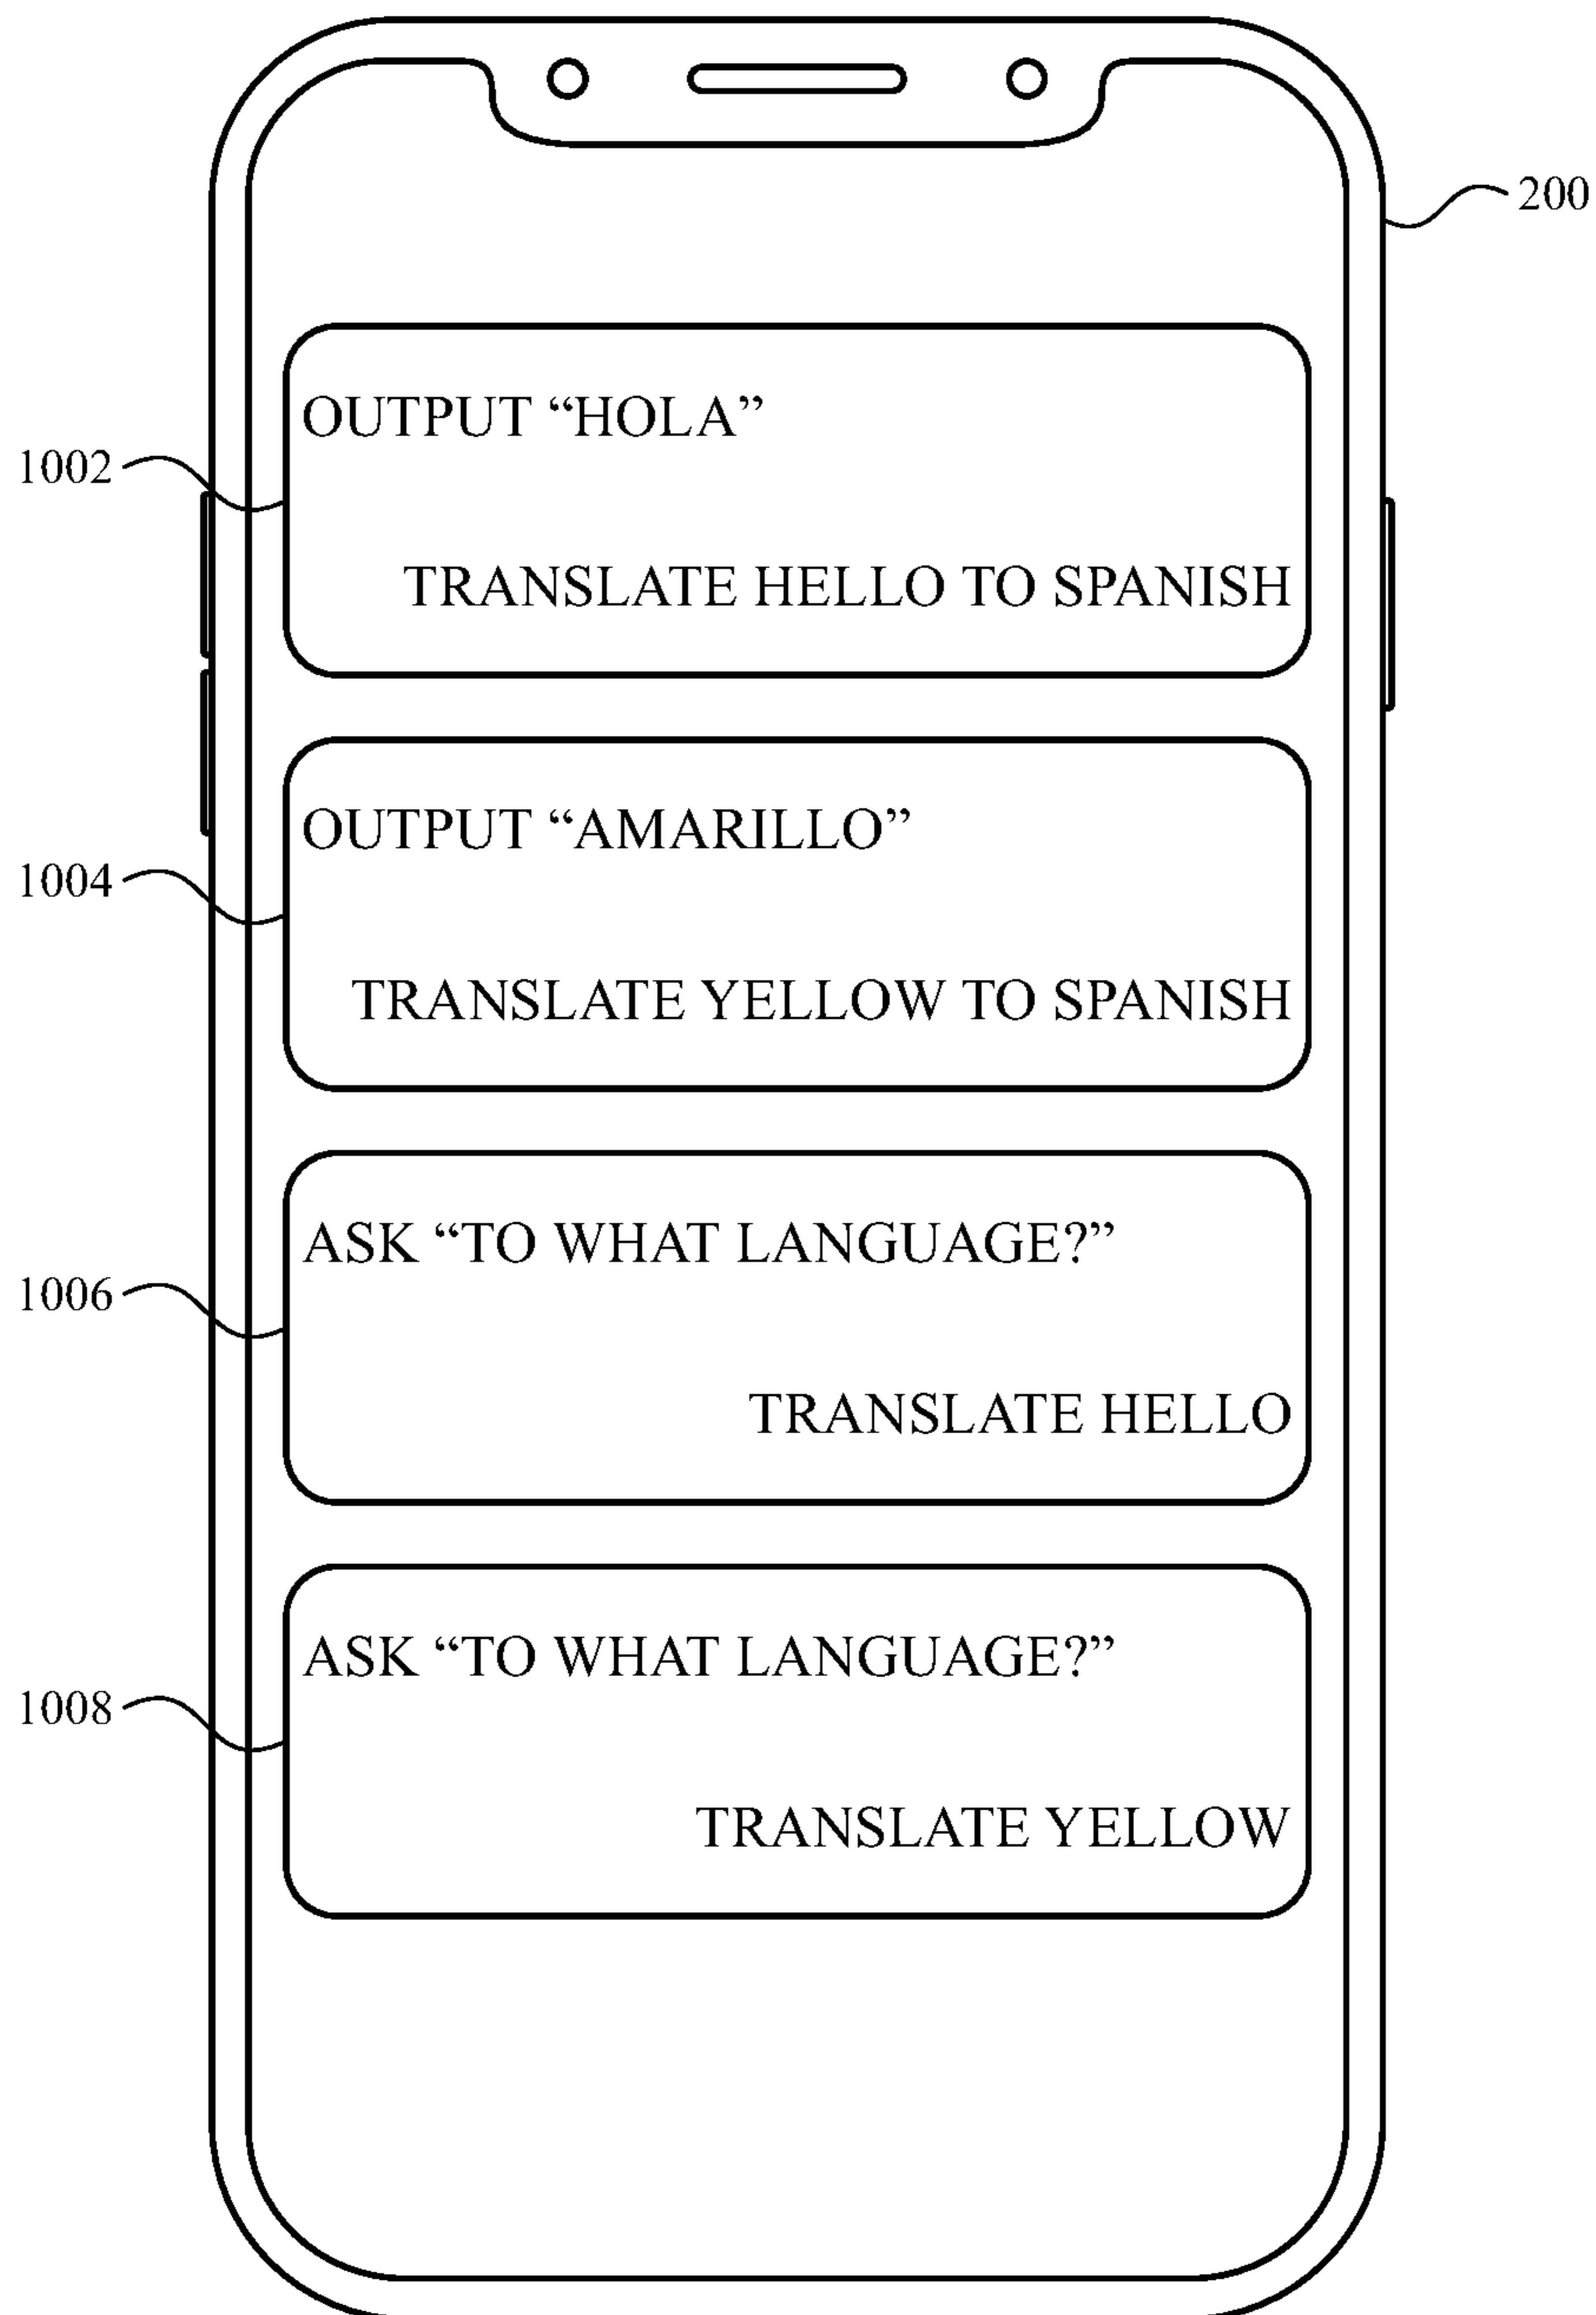 200
OUTPUT “HOLA”
1002
TRANSLATE HELLO TO SPANISH
OUTPUT “AMARILLO”
1004
TRANSLATE YELLOW TO SPANISH
ASK “TO WHAT LANGUAGE?”
1006
TRANSLATE HELLO
ASK “TO WHAT LANGUAGE?”
1008
TRANSLATE YELLOW